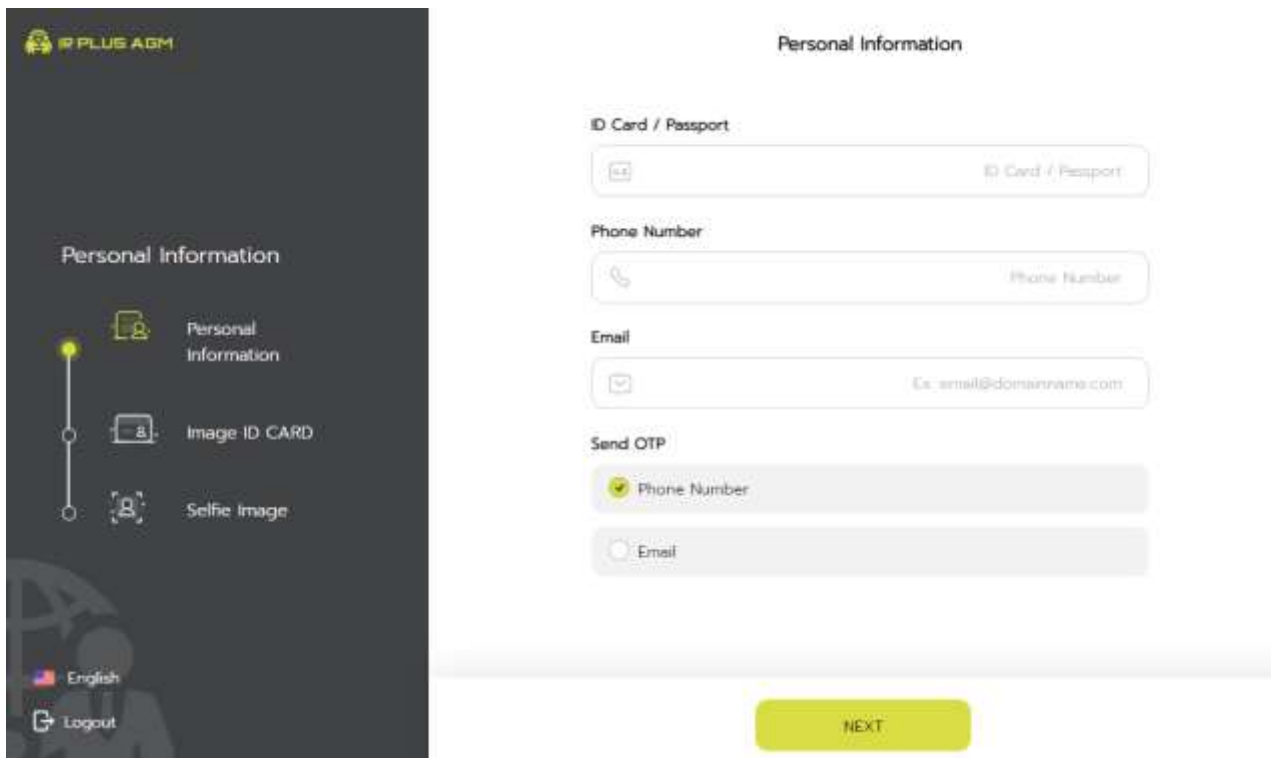 IR PLUS AGM
Personal Information
Personal
Information
Image ID CARD
Selfie Image
English
Logout
Personal Information
ID Card / Passport
ID Card / Passport
Phone Number
Phone Number
Email
Ex. email@domainname.com
Send OTP
Phone Number
Email
NEXT